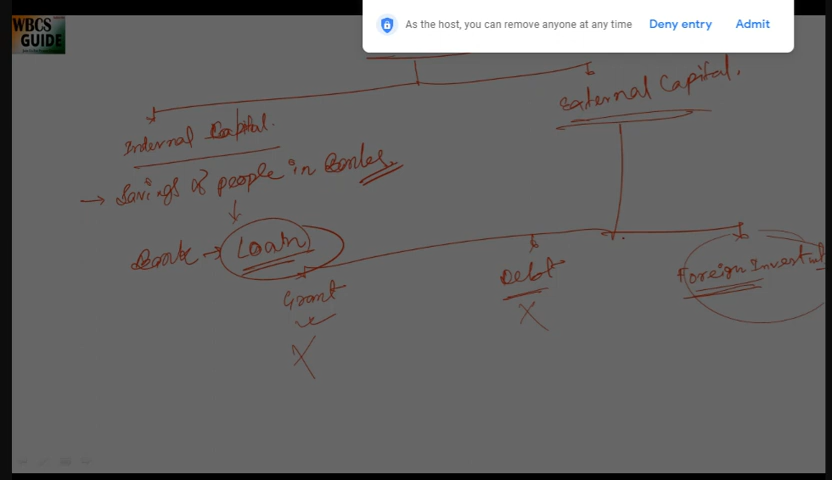 WBCS
GUIDE
As the host, you can remove anyone at any time Deny entry Admit
External Capital.
Internal Capital.
→ Savings of people in Banks
Bank → Loan
Grant
Debt
Foreign Investment